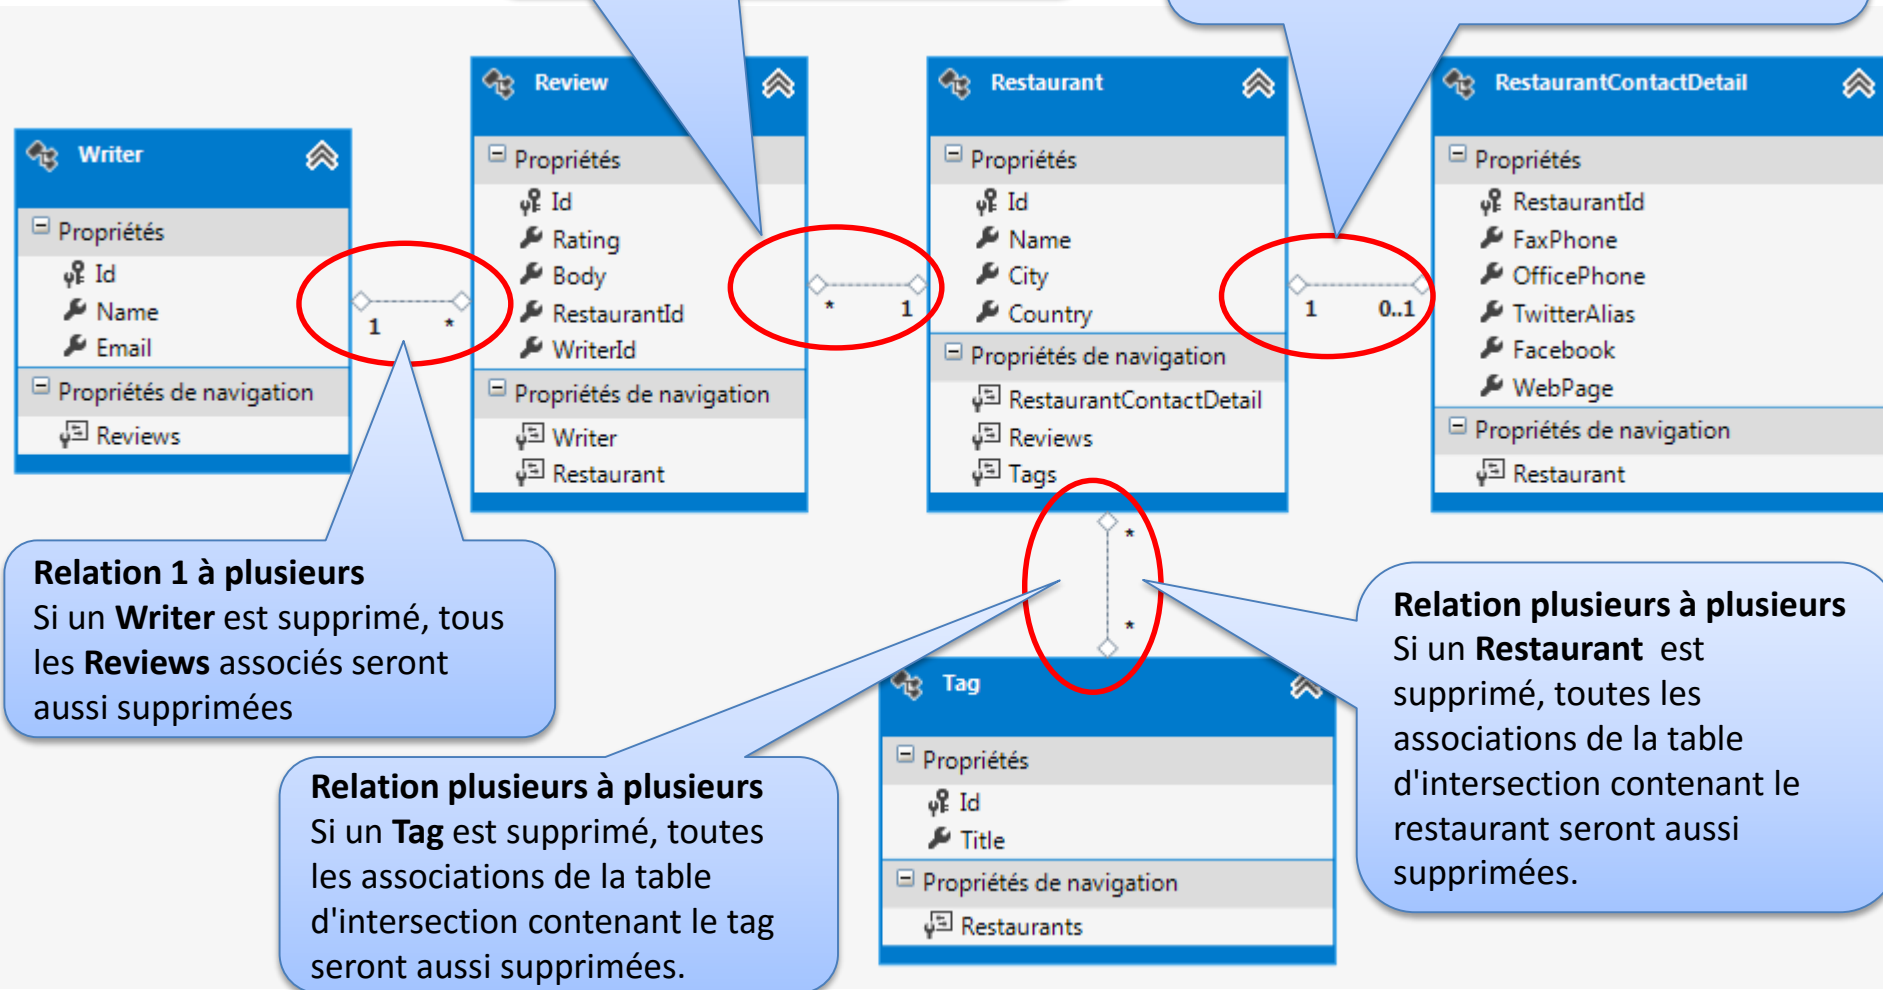 Writer
Propriétés
Id
Name
Email
Propriétés de navigation
Reviews
1 *
Review
Propriétés
Id
Rating
Body
RestaurantId
WriterId
Propriétés de navigation
Writer
Restaurant
* 1
Restaurant
Propriétés
Id
Name
City
Country
Propriétés de navigation
RestaurantContactDetail
Reviews
Tags
1 0..1
RestaurantContactDetail
Propriétés
RestaurantId
FaxPhone
OfficePhone
TwitterAlias
Facebook
WebPage
Propriétés de navigation
Restaurant
*
*
Relation 1 à plusieurs
Si un Writer est supprimé, tous
les Reviews associés seront
aussi supprimées
Relation plusieurs à plusieurs
Si un Tag est supprimé, toutes
les associations de la table
d'intersection contenant le tag
seront aussi supprimées.
Tag
Propriétés
Id
Title
Propriétés de navigation
Restaurants
Relation plusieurs à plusieurs
Si un Restaurant est
supprimé, toutes les
associations de la table
d'intersection contenant le
restaurant seront aussi
supprimées.